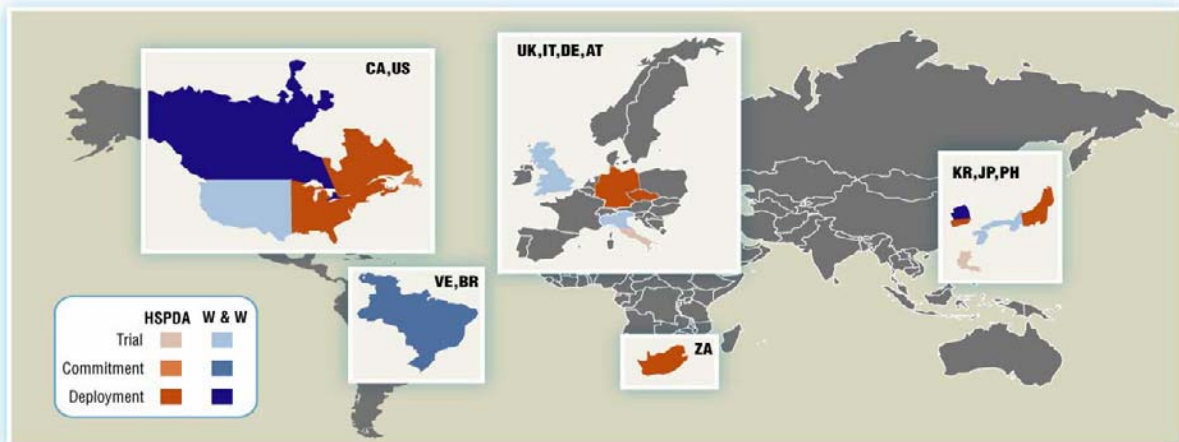 CA,US
UK,IT,DE,AT
KR,JP,PH
VE,BR
ZA
HSPDA W & W
Trial
Commitment
Deployment